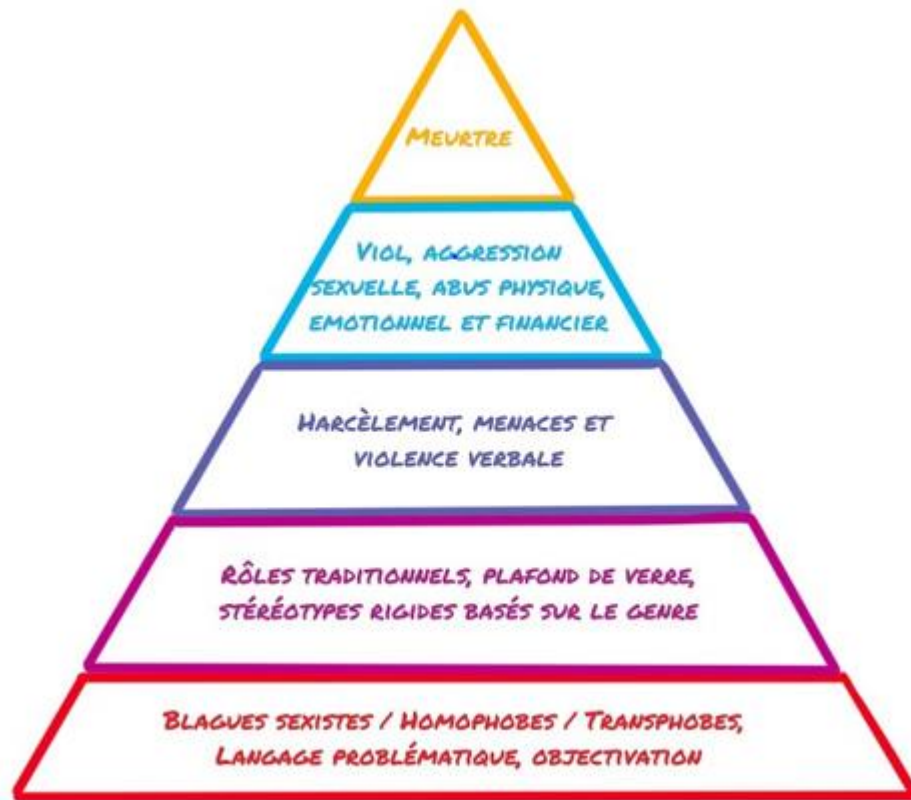 MEURTRE
VIOL, AGGRESSION
SEXUELLE, ABUS PHYSIQUE,
EMOTIONNEL ET FINANCIER
HARCÈLEMENT, MENACES ET
VIOLENCE VERBALE
RÔLES TRADITIONNELS, PLAFOND DE VERRE,
STÉRÉOTYPES RIGIDES BASÉS SUR LE GENRE
BLAGUES SEXISTES / HOMOPHOBES / TRANSPHOBES,
LANGAGE PROBLÉMATIQUE, OBJECTIVATION